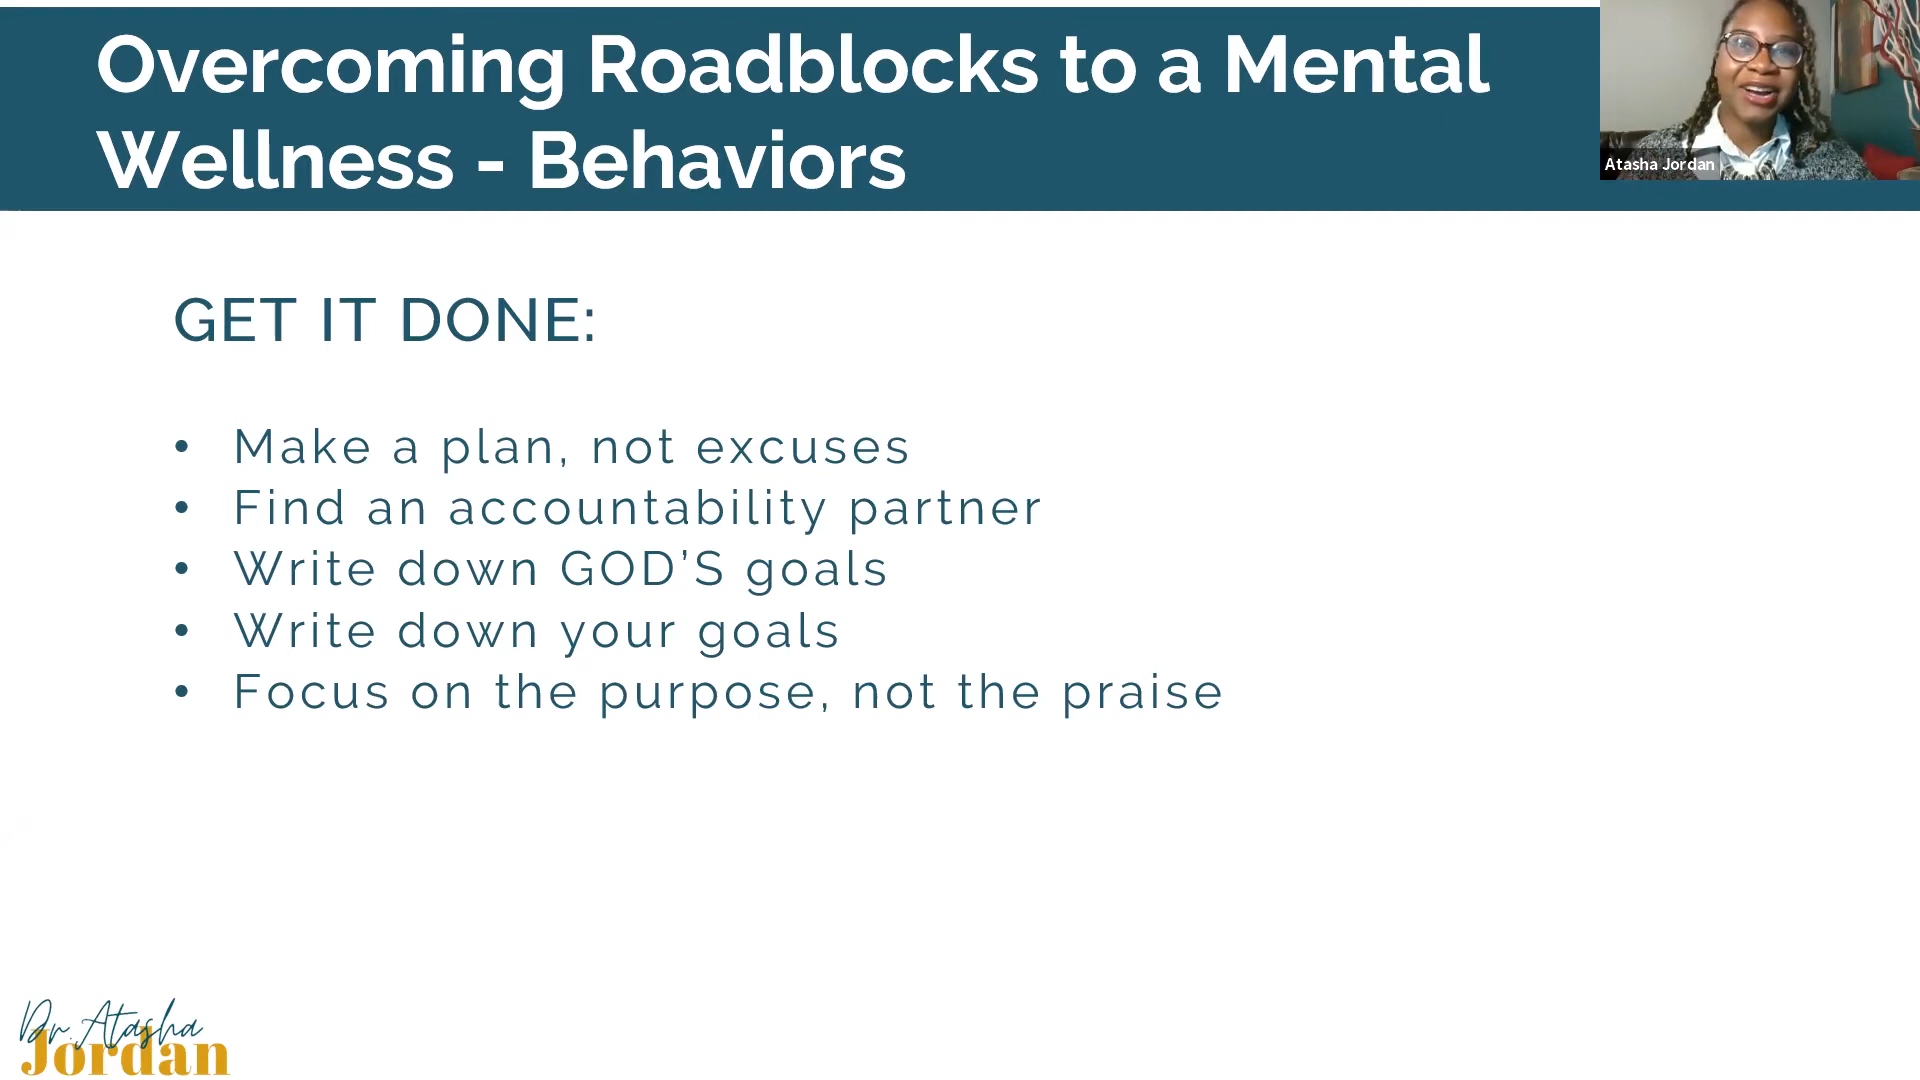 Overcoming Roadblocks to a Mental
Wellness - Behaviors
Atasha Jordan
GET IT DONE:
• Make a plan, not excuses
• Find an accountability partner
• Write down GOD’S goals
• Write down your goals
• Focus on the purpose, not the praise
Dr. Atasha
Jordan